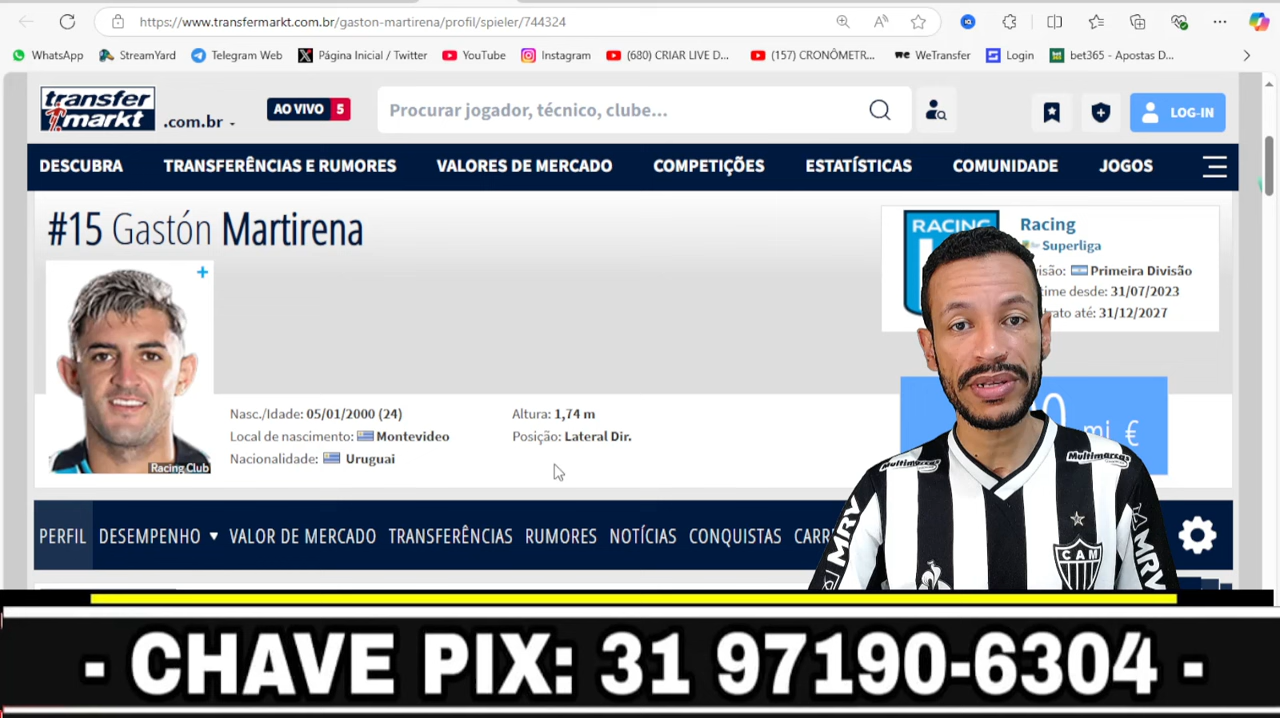 https://www.transfermarkt.com.br/gaston-martirena/profil/spieler/744324
WhatsApp StreamYard Telegram Web Página Inicial / Twitter YouTube Instagram (680) CRIAR LIVE D... (157) CRONÔMETR... WeTransfer Login bet365 - Apostas D...
transfermarkt .com.br
AO VIVO 5
Procurar jogador, técnico, clube...
LOG-IN
DESCUBRA TRANSFERÊNCIAS E RUMORES VALORES DE MERCADO COMPETIÇÕES ESTATÍSTICAS COMUNIDADE JOGOS
#15 Gastón Martirena
RACING
Racing
Superliga
Primeira Divisão
31/07/2023
31/12/2027
Racing Club
Nasc./Idade: 05/01/2000 (24)
Local de nascimento: Montevideo
Nacionalidade: Uruguai
Altura: 1,74 m
Posição: Lateral Dir.
mi €
PERFIL DESEMPENHO VALOR DE MERCADO TRANSFERÊNCIAS RUMORES NOTÍCIAS CONQUISTAS
Multimarcas
Multimarcas
MRV
MRV
CAM
- CHAVE PIX: 31 97190-6304 -